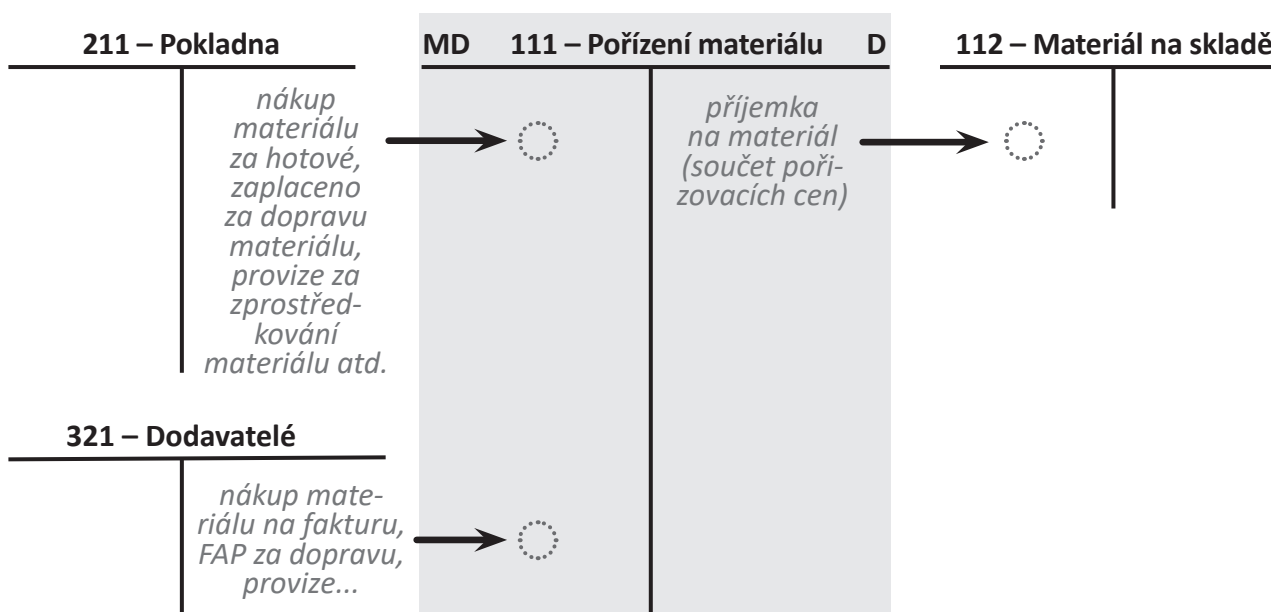 211 – Pokladna
MD 111 – Pořízení materiálu D
112 – Materiál na skladě
nákup
materiálu
za hotové,
zaplaceno
za dopravu
materiálu,
provize za
zprostřed-
kování
materiálu atd.
příjemka
na materiál
(součet poři-
zovacích cen)
321 – Dodavatelé
nákup mate-
riálu na fakturu,
FAP za dopravu,
provize...